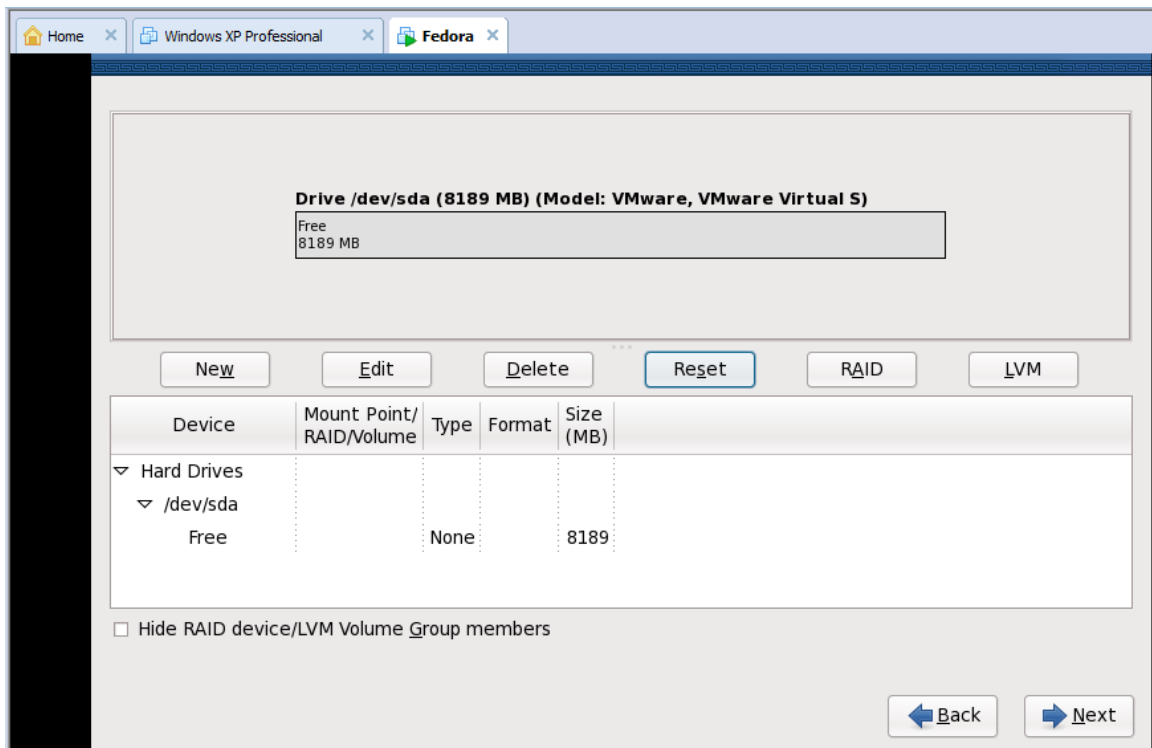 Home
Windows XP Professional
Fedora
Drive /dev/sda (8189 MB) (Model: VMware, VMware Virtual S)
Free
8189 MB
New
Edit
Delete
Reset
RAID
LVM
Device
Mount Point/
RAID/Volume
Type
Format
Size
(MB)
Hard Drives
/dev/sda
Free None 8189
Hide RAID device/LVM Volume Group members
Back
Next